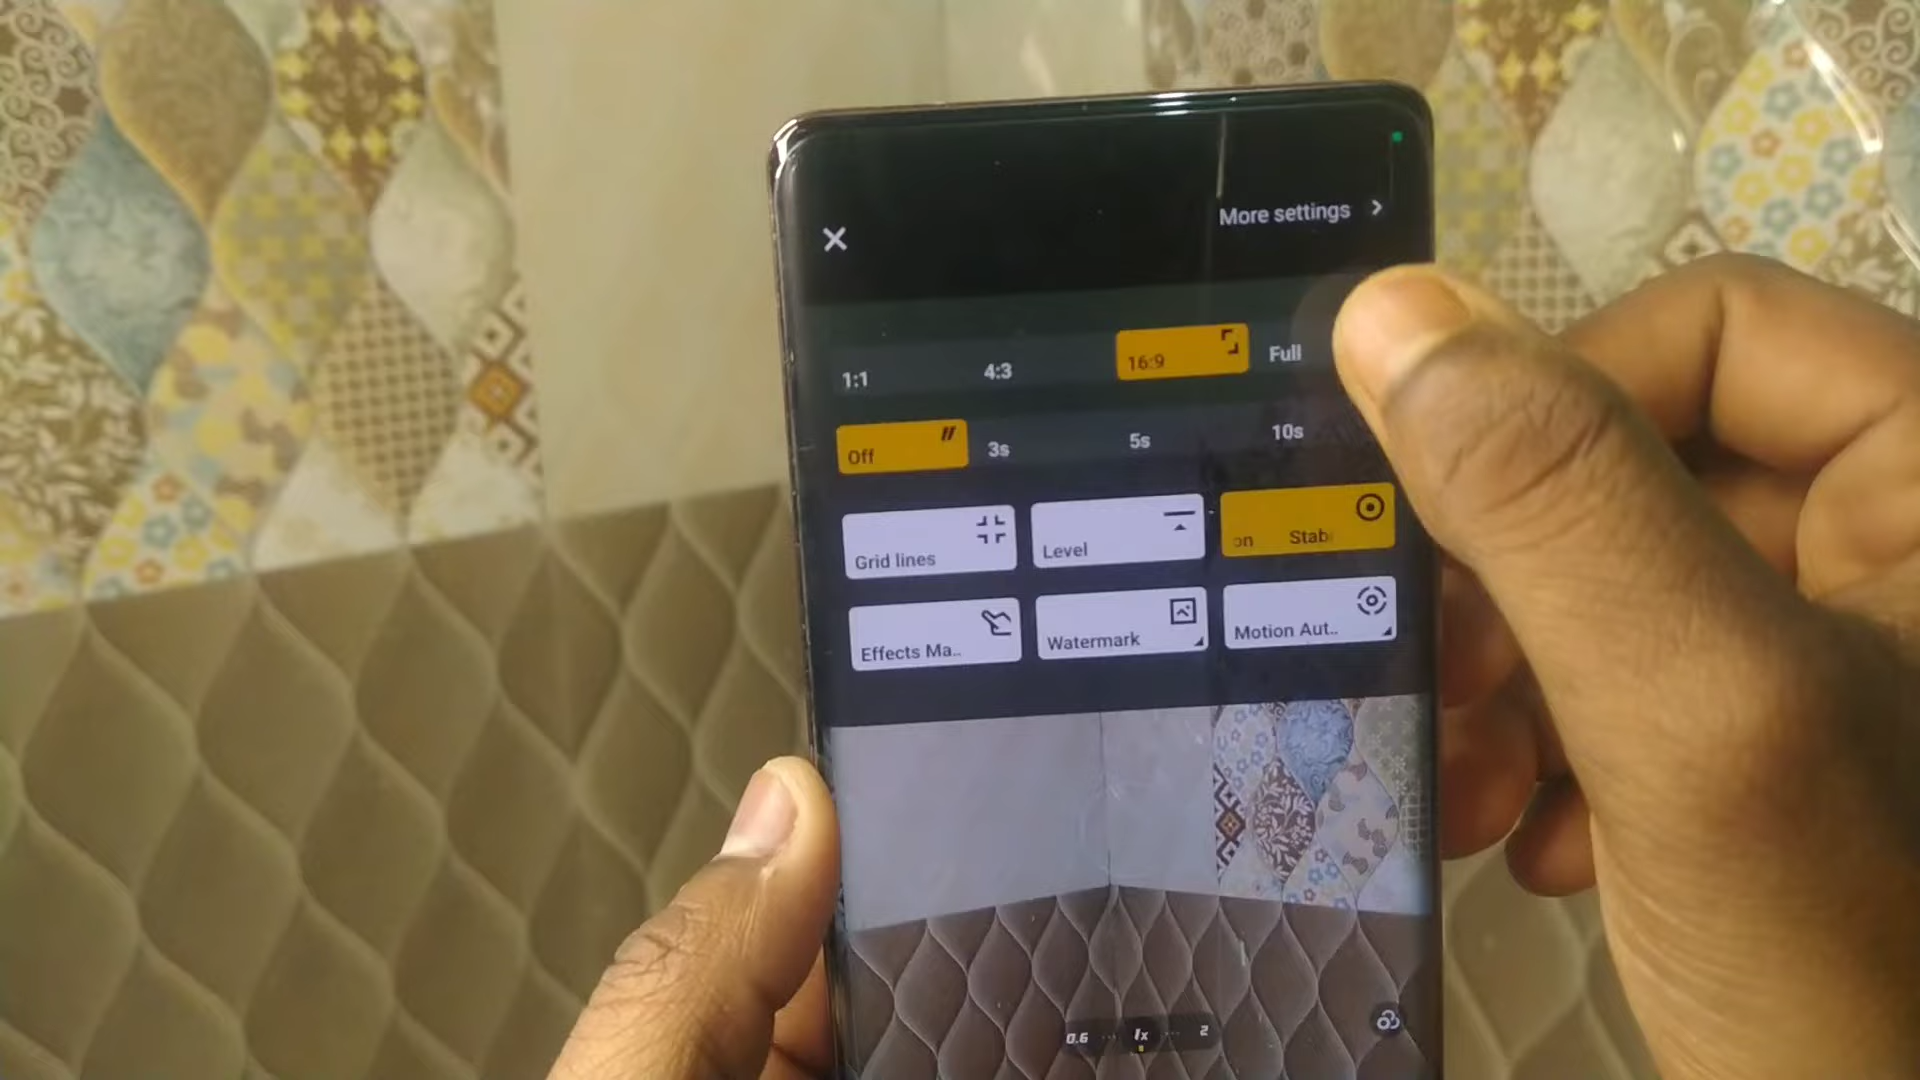 More settings
1:1 4:3 16:9 Full
Off 3s 5s 10s
Grid lines Level on Stab
Effects Ma.. Watermark Motion Aut..
0.6 1x 2